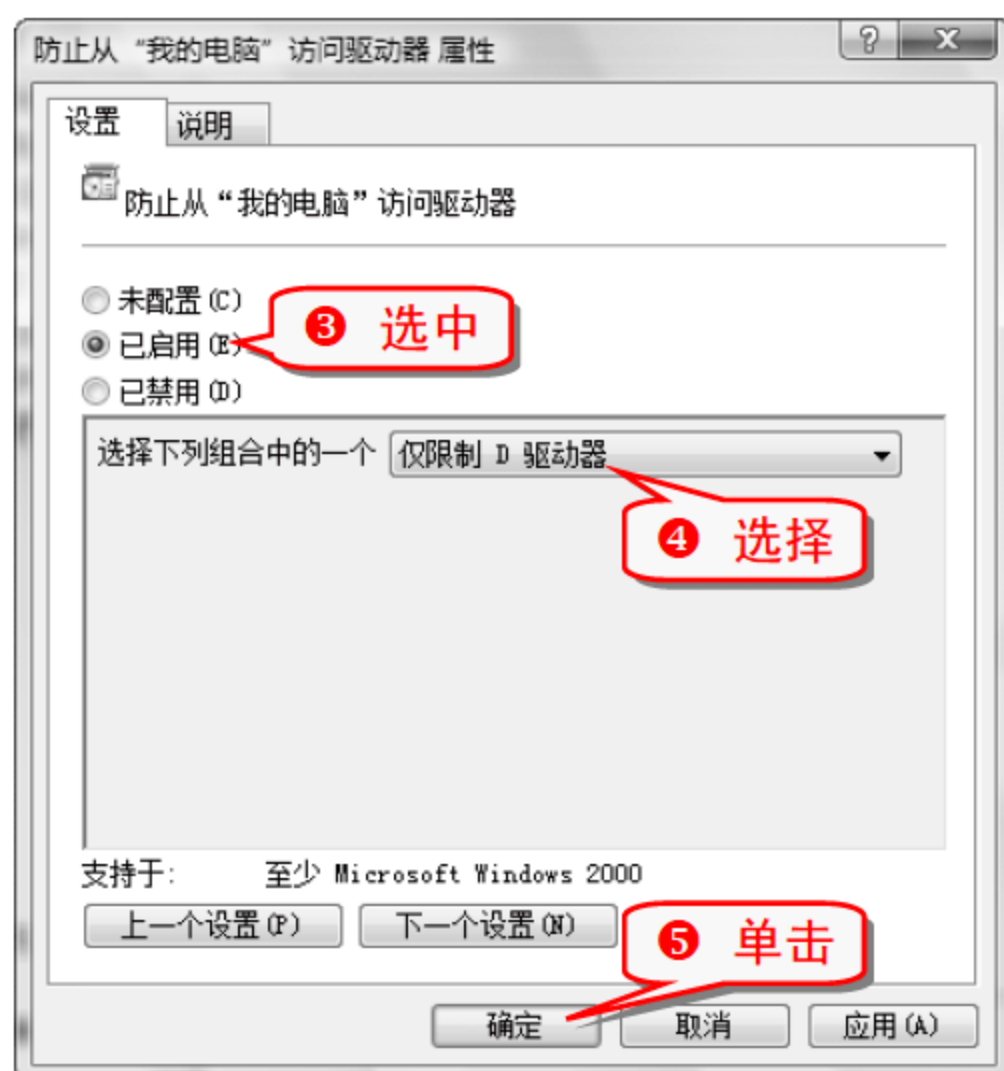 防止从“我的电脑”访问驱动器 属性
设置 说明
防止从“我的电脑”访问驱动器
未配置(C)
❸ 选中
已启用(E)
已禁用(D)
选择下列组合中的一个 仅限制 D 驱动器
❹ 选择
支持于: 至少 Microsoft Windows 2000
上一个设置(P) 下一个设置(N)
❺ 单击
确定 取消 应用(A)